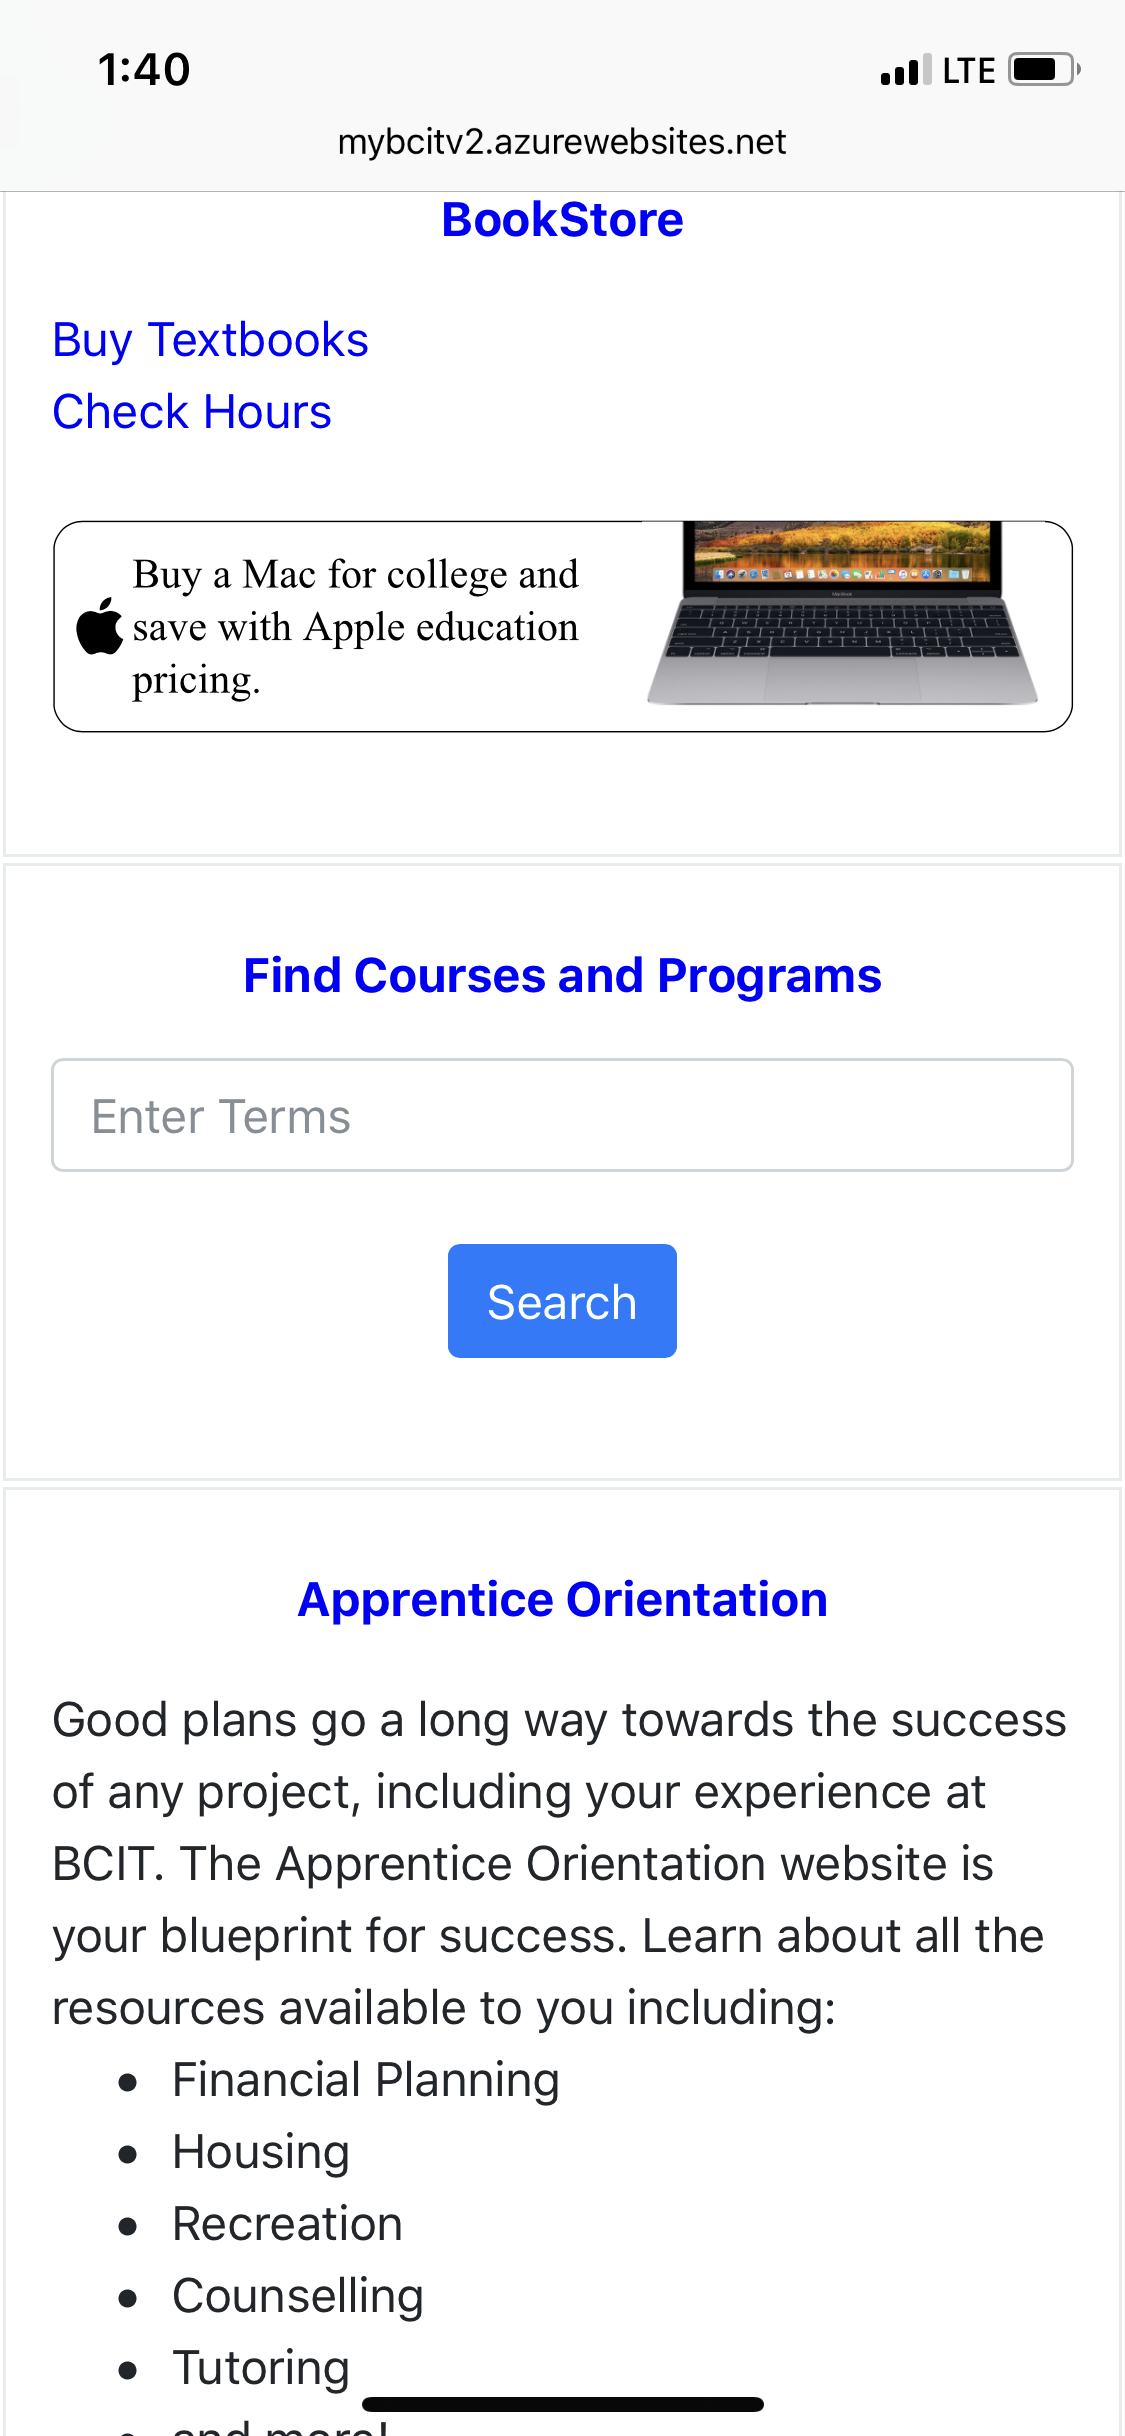 1:40
LTE
mybcitv2.azurewebsites.net
BookStore
Buy Textbooks
Check Hours
Buy a Mac for college and
save with Apple education
pricing.
MacBook
Find Courses and Programs
Enter Terms
Search
Apprentice Orientation
Good plans go a long way towards the success
of any project, including your experience at
BCIT. The Apprentice Orientation website is
your blueprint for success. Learn about all the
resources available to you including:
• Financial Planning
• Housing
• Recreation
• Counselling
• Tutoring
• and more!